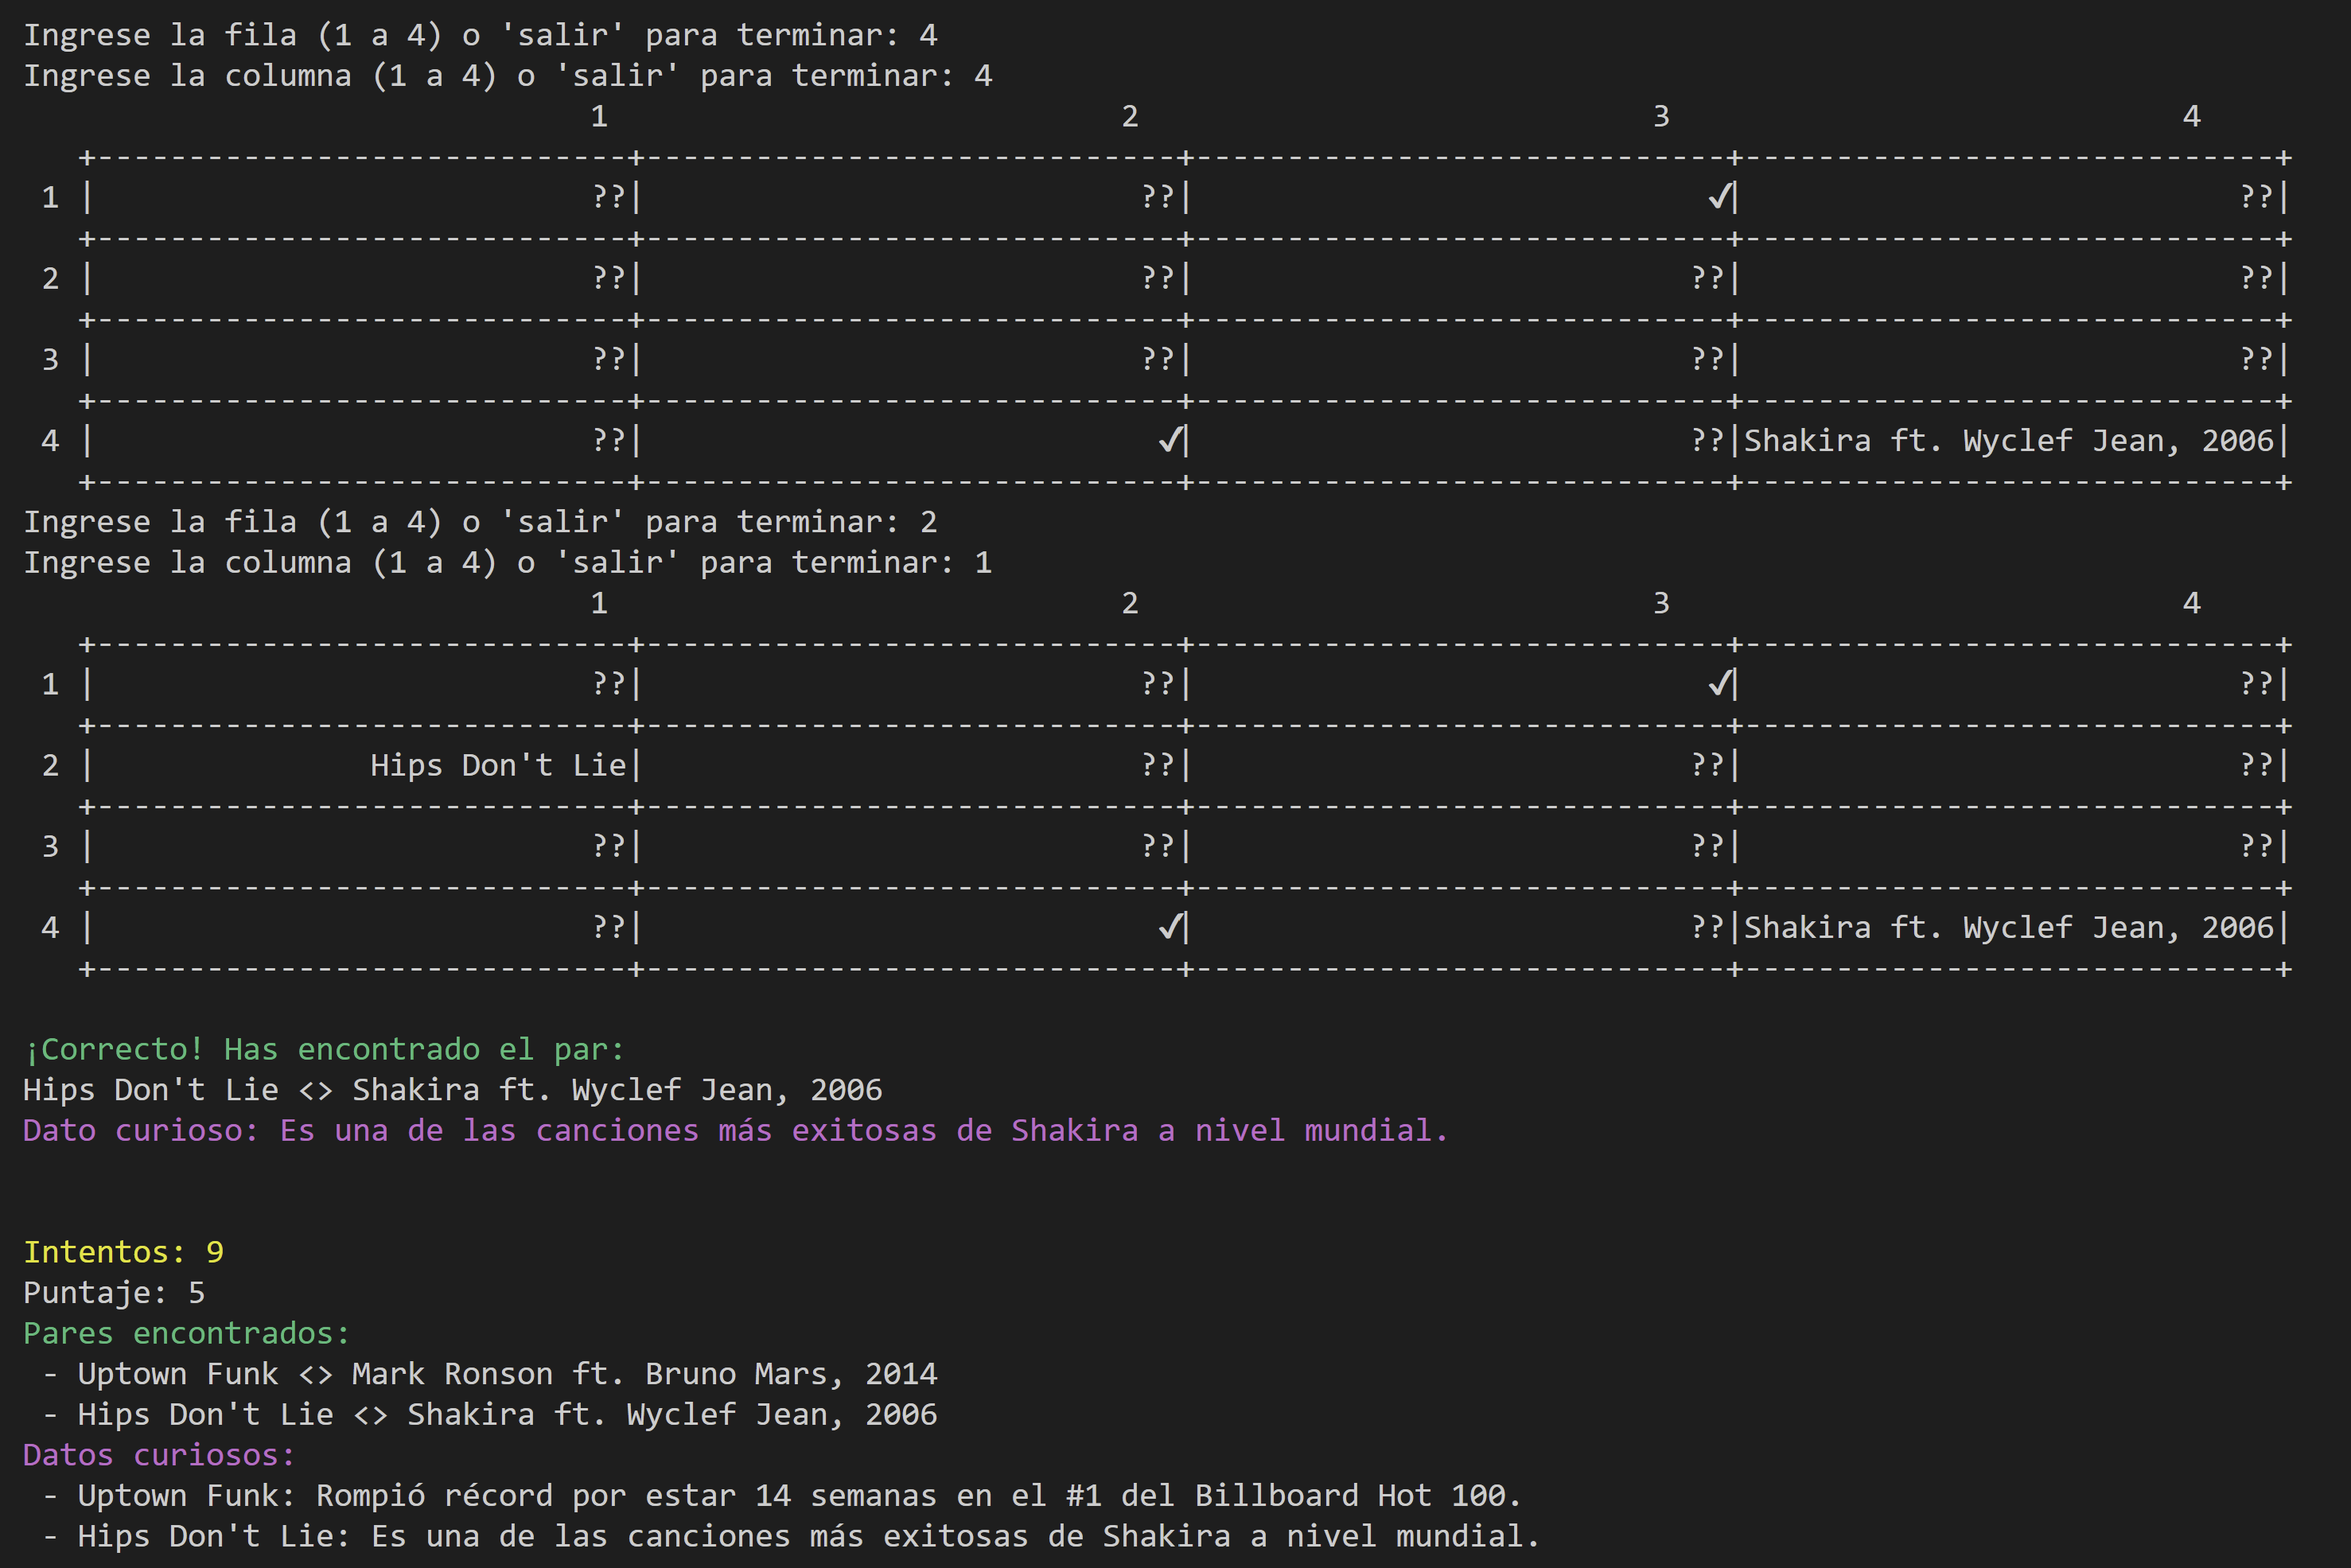 Ingrese la fila (1 a 4) o 'salir' para terminar: 4
Ingrese la columna (1 a 4) o 'salir' para terminar: 4
                               1                            2                            3                            4
    +-----------------------------+-----------------------------+-----------------------------+-----------------------------+
  1 |                           ??|                           ??|                            ✓|                           ??|
    +-----------------------------+-----------------------------+-----------------------------+-----------------------------+
  2 |                           ??|                           ??|                           ??|                           ??|
    +-----------------------------+-----------------------------+-----------------------------+-----------------------------+
  3 |                           ??|                           ??|                           ??|                           ??|
    +-----------------------------+-----------------------------+-----------------------------+-----------------------------+
  4 |                           ??|                            ✓|                           ??|Shakira ft. Wyclef Jean, 2006|
    +-----------------------------+-----------------------------+-----------------------------+-----------------------------+
Ingrese la fila (1 a 4) o 'salir' para terminar: 2
Ingrese la columna (1 a 4) o 'salir' para terminar: 1
                               1                            2                            3                            4
    +-----------------------------+-----------------------------+-----------------------------+-----------------------------+
  1 |                           ??|                           ??|                            ✓|                           ??|
    +-----------------------------+-----------------------------+-----------------------------+-----------------------------+
  2 |               Hips Don't Lie|                           ??|                           ??|                           ??|
    +-----------------------------+-----------------------------+-----------------------------+-----------------------------+
  3 |                           ??|                           ??|                           ??|                           ??|
    +-----------------------------+-----------------------------+-----------------------------+-----------------------------+
  4 |                           ??|                            ✓|                           ??|Shakira ft. Wyclef Jean, 2006|
    +-----------------------------+-----------------------------+-----------------------------+-----------------------------+
¡Correcto! Has encontrado el par:
Hips Don't Lie <> Shakira ft. Wyclef Jean, 2006
Dato curioso: Es una de las canciones más exitosas de Shakira a nivel mundial.
Intentos: 9
Puntaje: 5
Pares encontrados:
 - Uptown Funk <> Mark Ronson ft. Bruno Mars, 2014
 - Hips Don't Lie <> Shakira ft. Wyclef Jean, 2006
Datos curiosos:
 - Uptown Funk: Rompió récord por estar 14 semanas en el #1 del Billboard Hot 100.
 - Hips Don't Lie: Es una de las canciones más exitosas de Shakira a nivel mundial.